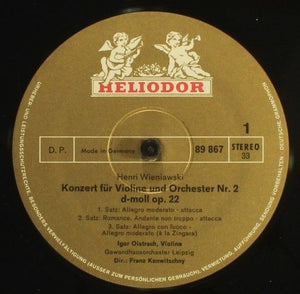 HELIODOR
1
D. P.
Made in Germany
89 867
STEREO
33
Henri Wieniawski
Konzert für Violine und Orchester Nr. 2
d-moll op. 22
1. Satz: Allegro moderato - attacca
2. Satz: Romance. Andante non troppo - attacca
3. Satz: Allegro con fuoco -
Allegro moderato (à la Zingara)
Igor Oistrach, Violine
Gewandhausorchester Leipzig
Dir.: Franz Konwitschny